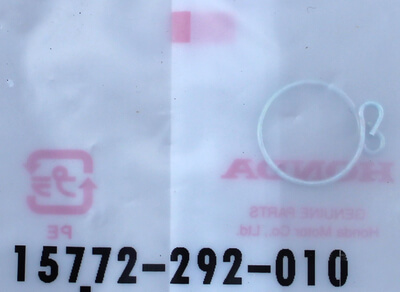 プラ
PE
HONDA
GENUINE PARTS
Honda Motor Co., Ltd.
15772-292-010